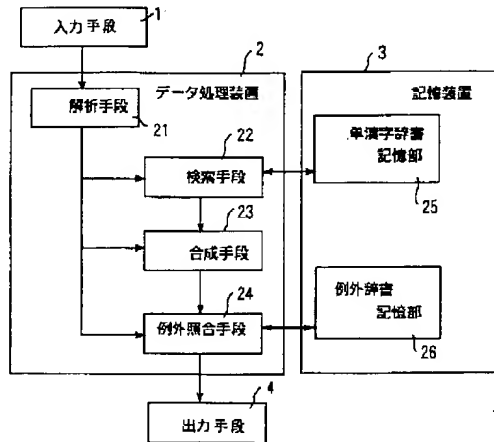 1
入力手段
2
3
データ処理装置
記憶装置
解析手段
21
22
単漢字辞書
記憶部
検索手段
25
23
合成手段
24
例外辞書
記憶部
例外照合手段
26
4
出力手段